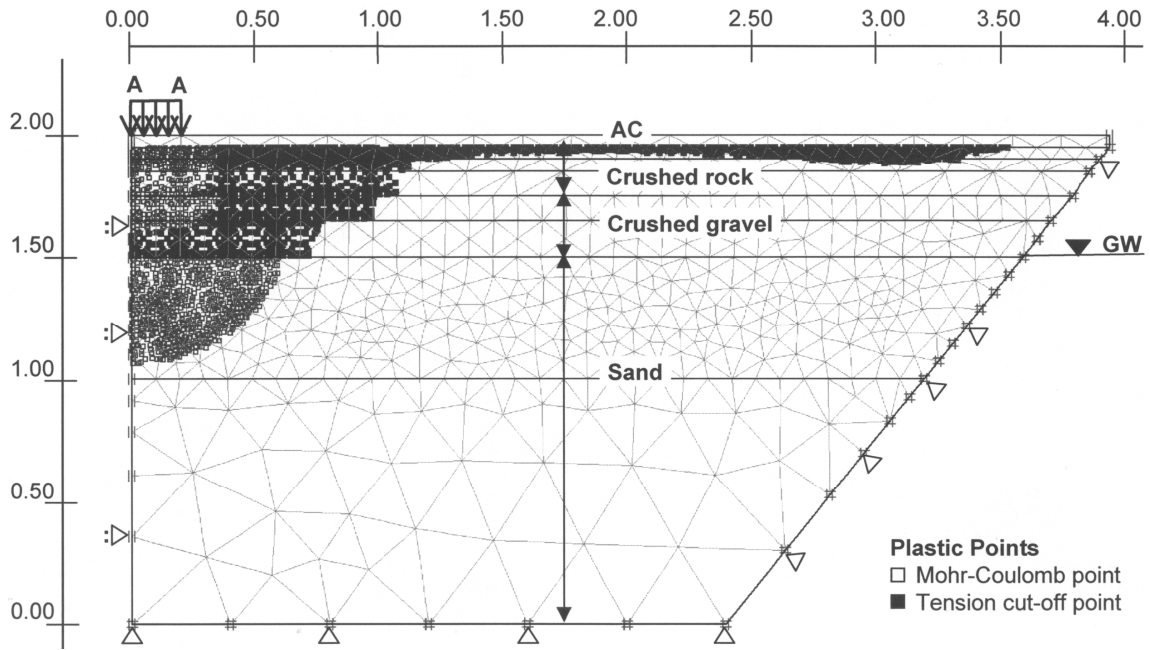 0.00 0.50 1.00 1.50 2.00 2.50 3.00 3.50 4.00
A A
2.00
AC
Crushed rock
Crushed gravel
1.50
GW
1.00
Sand
0.50
Plastic Points
Mohr-Coulomb point
Tension cut-off point
0.00